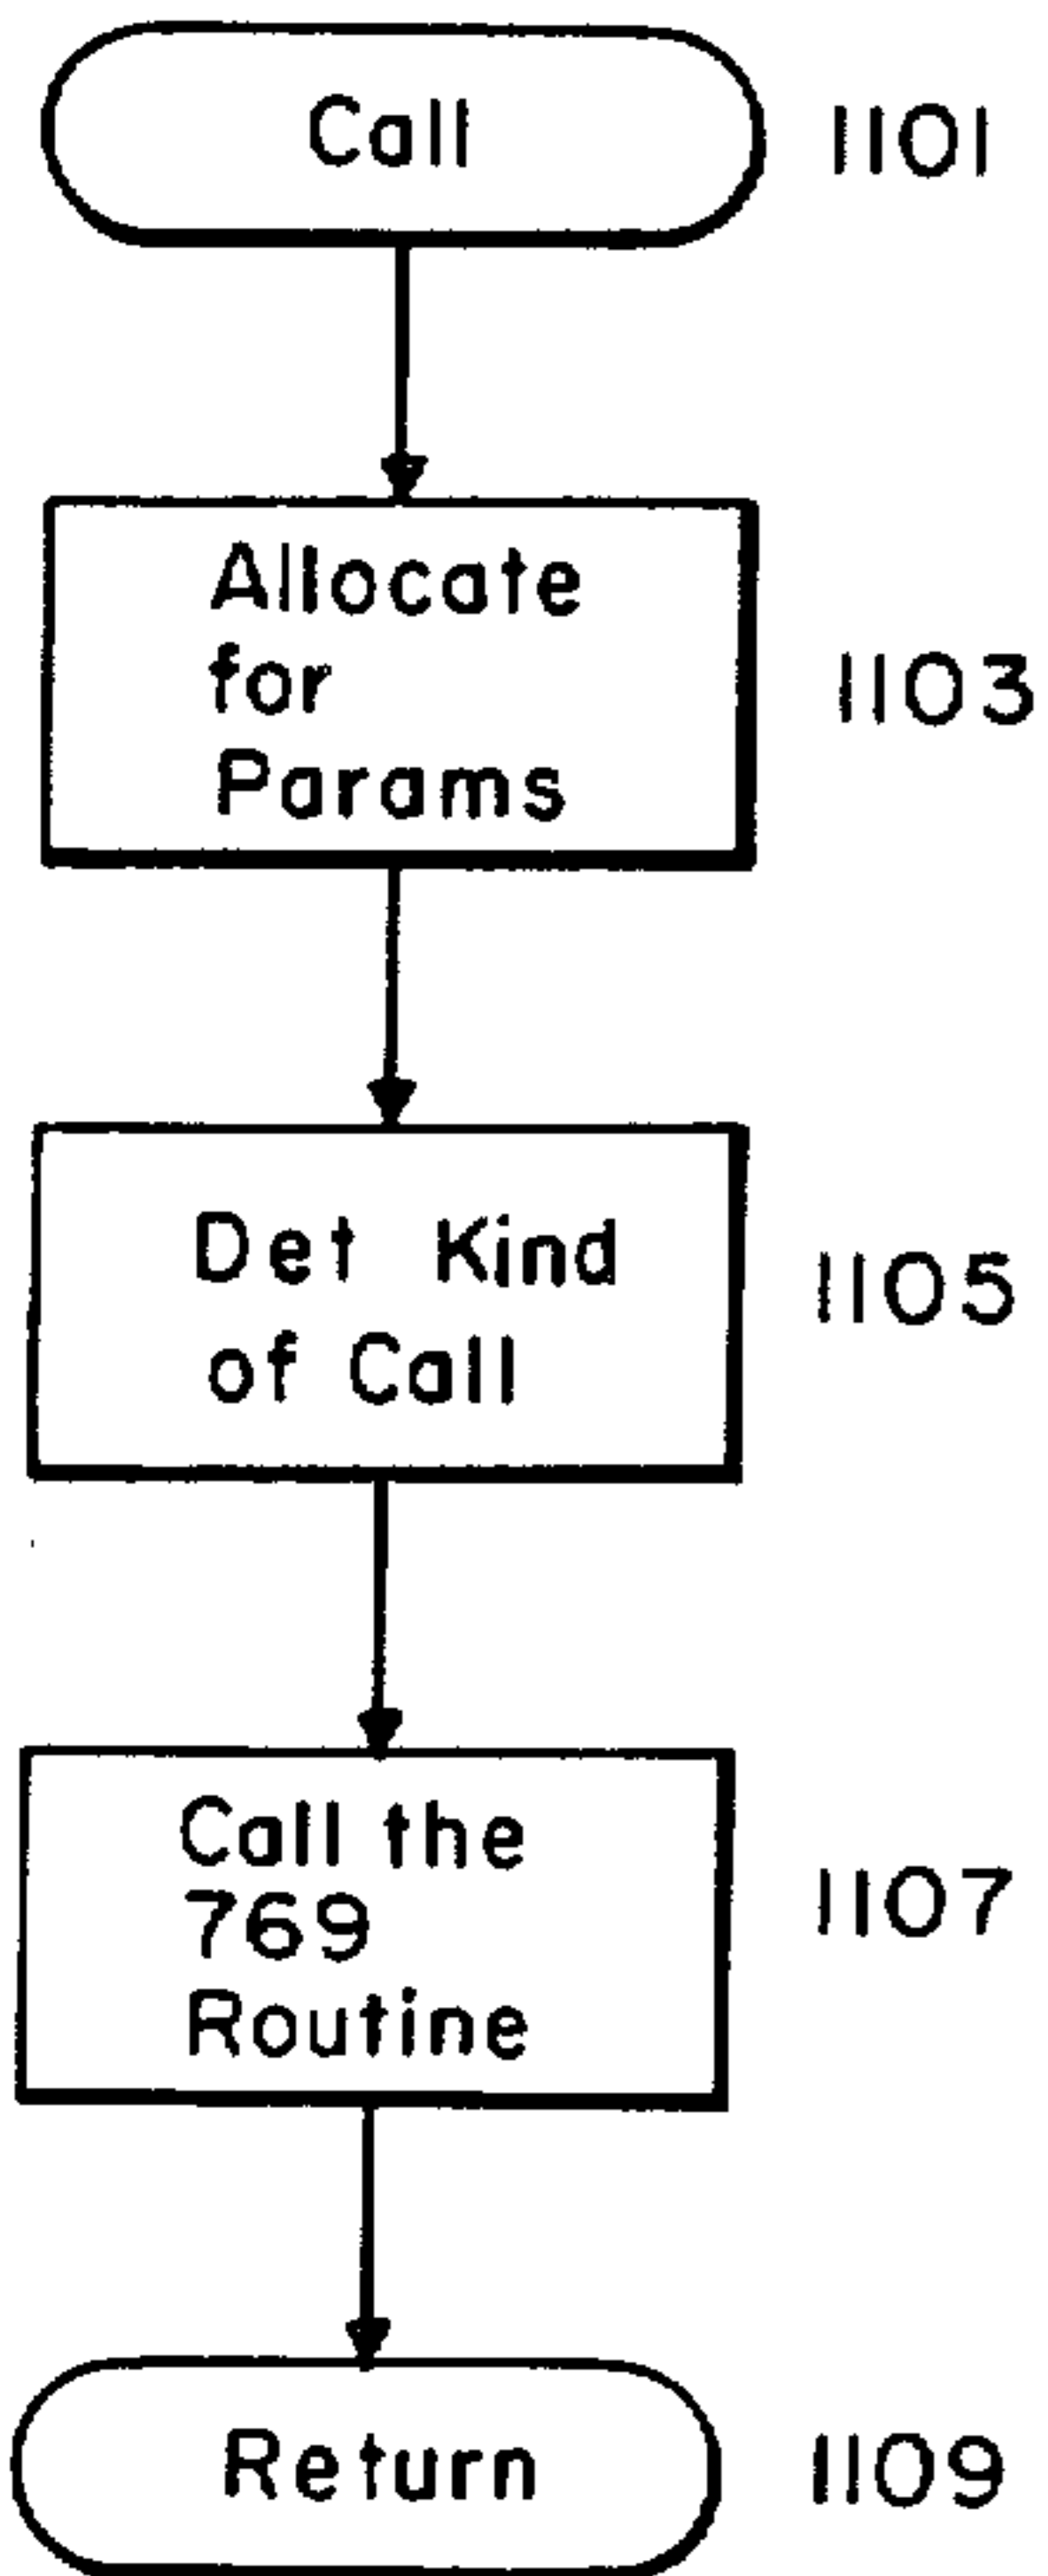 Call 1101
Allocate
for 1103
Params
Det Kind 1105
of Call
Call the
769 1107
Routine
Return 1109